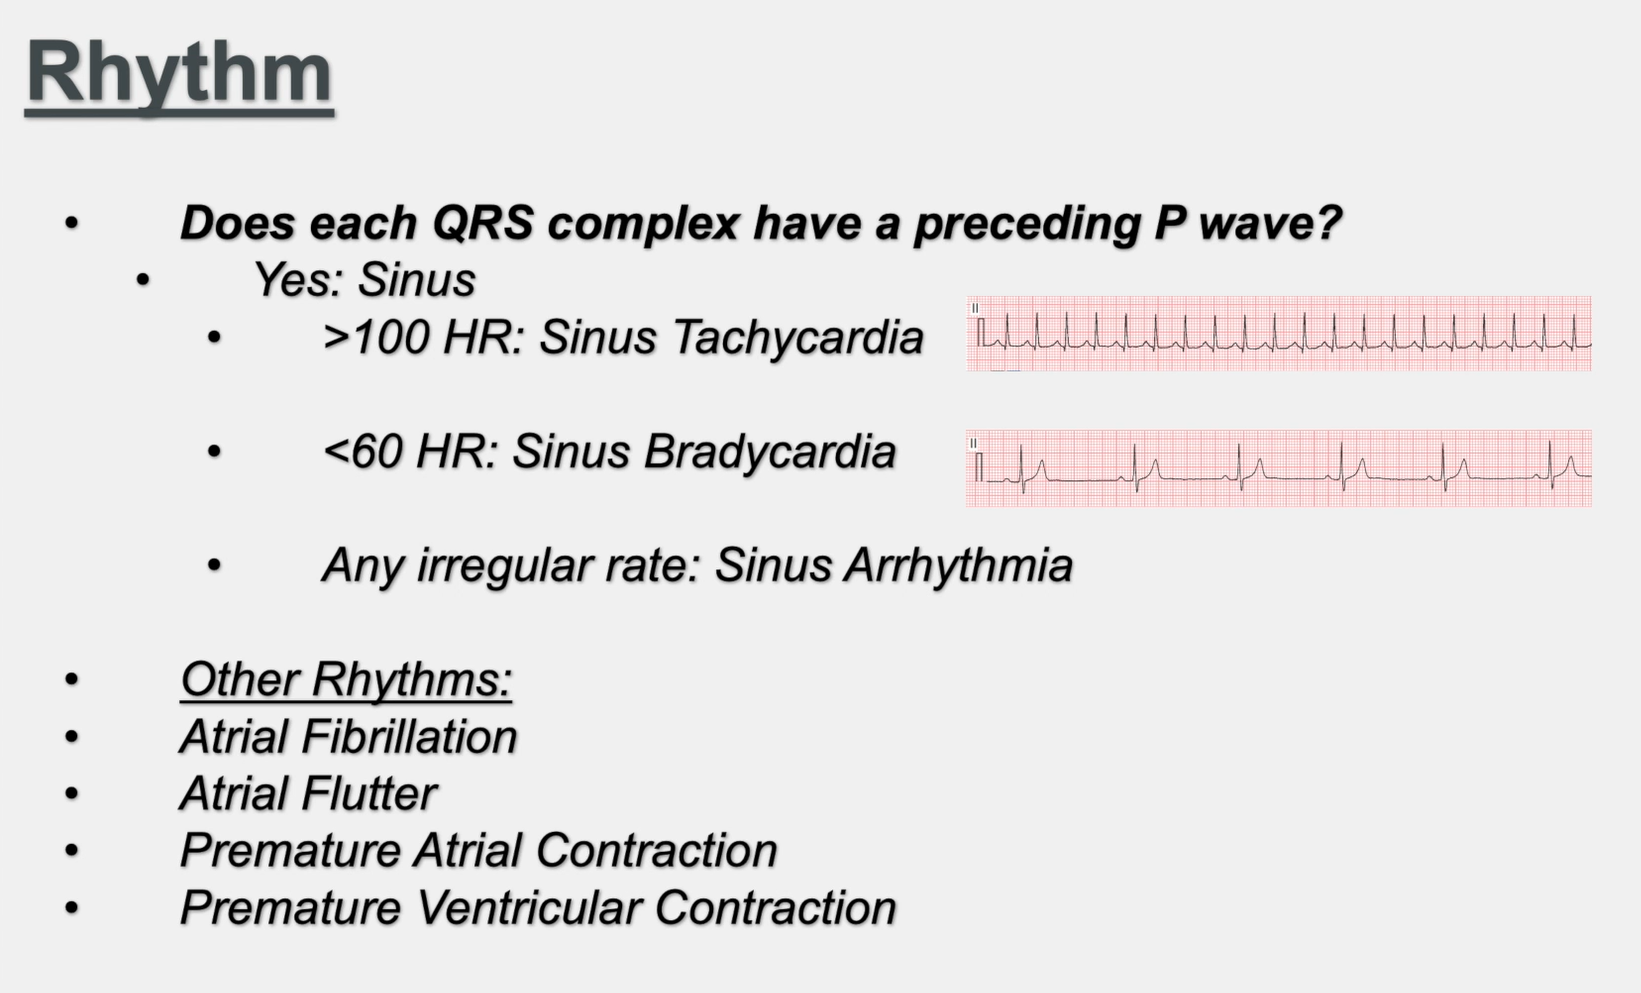 Rhythm
• Does each QRS complex have a preceding P wave?
• Yes: Sinus
• >100 HR: Sinus Tachycardia
II
• <60 HR: Sinus Bradycardia
II
• Any irregular rate: Sinus Arrhythmia
• Other Rhythms:
• Atrial Fibrillation
• Atrial Flutter
• Premature Atrial Contraction
• Premature Ventricular Contraction